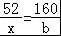 52/x = 160/b